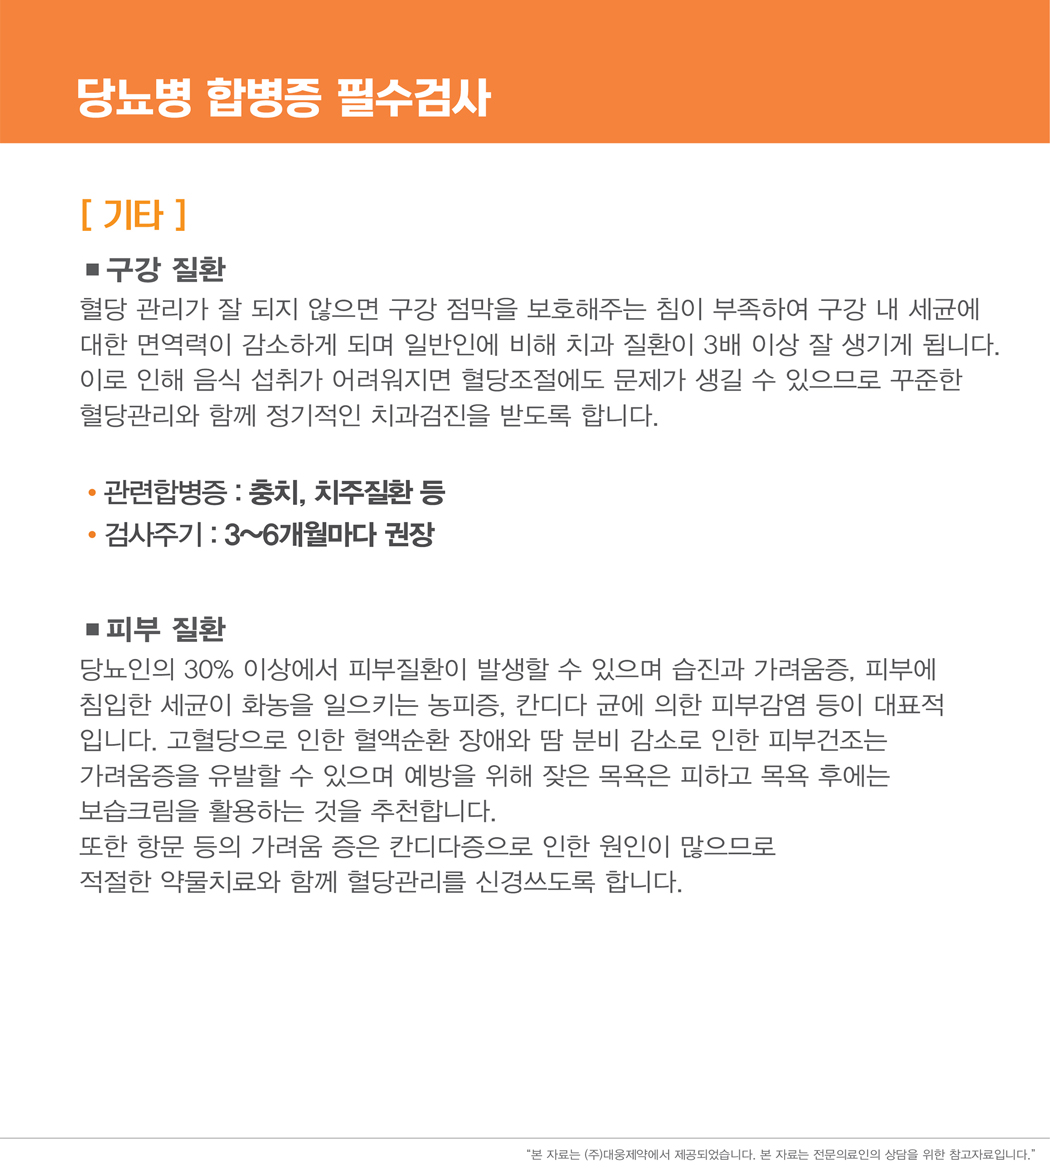 당뇨병 합병증 필수검사
[ 기타 ]
■ 구강 질환
혈당 관리가 잘 되지 않으면 구강 점막을 보호해주는 침이 부족하여 구강 내 세균에
대한 면역력이 감소하게 되며 일반인에 비해 치과 질환이 3배 이상 잘 생기게 됩니다.
이로 인해 음식 섭취가 어려워지면 혈당조절에도 문제가 생길 수 있으므로 꾸준한
혈당관리와 함께 정기적인 치과검진을 받도록 합니다.
• 관련합병증 : 충치, 치주질환 등
• 검사주기 : 3~6개월마다 권장
■ 피부 질환
당뇨인의 30% 이상에서 피부질환이 발생할 수 있으며 습진과 가려움증, 피부에
침입한 세균이 화농을 일으키는 농피증, 칸디다 균에 의한 피부감염 등이 대표적
입니다. 고혈당으로 인한 혈액순환 장애와 땀 분비 감소로 인한 피부건조는
가려움증을 유발할 수 있으며 예방을 위해 잦은 목욕은 피하고 목욕 후에는
보습크림을 활용하는 것을 추천합니다.
또한 항문 등의 가려움 증은 칸디다증으로 인한 원인이 많으므로
적절한 약물치료와 함께 혈당관리를 신경쓰도록 합니다.
“본 자료는 (주)대웅제약에서 제공되었습니다. 본 자료는 전문의료인의 상담을 위한 참고자료입니다.”